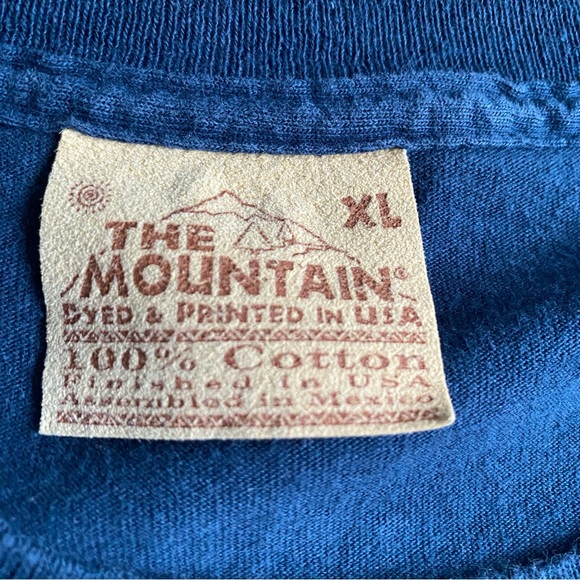 XL
THE
MOUNTAIN®
DYED & PRINTED IN USA
100% Cotton
Finished in USA
Assembled in Mexico